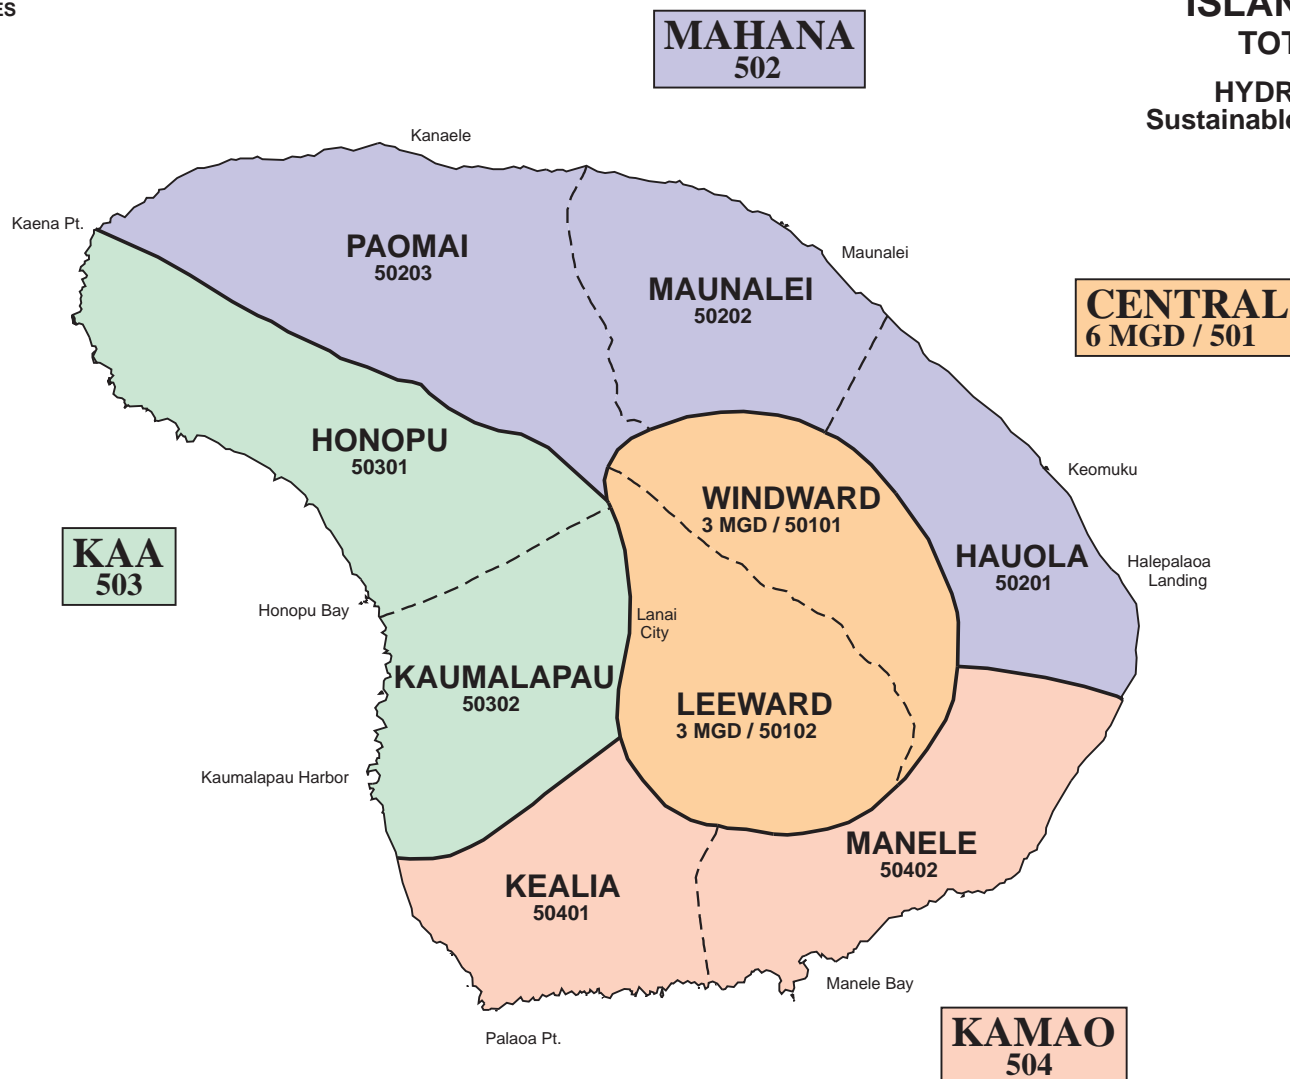 ES
ISLAN
TOT
HYDR
Sustainable
MAHANA
502
Kanaele
Kaena Pt.
PAOMAI
50203
MAUNALEI
50202
Maunalei
CENTRAL
6 MGD / 501
HONOPU
50301
Keomuku
WINDWARD
3 MGD / 50101
KAA
503
HAUOLA
50201
Halepalaoa
Landing
Honopu Bay
Lanai
City
KAUMALAPAU
50302
LEEWARD
3 MGD / 50102
Kaumalapau Harbor
MANELE
50402
KEALIA
50401
Manele Bay
Palaoa Pt.
KAMAO
504